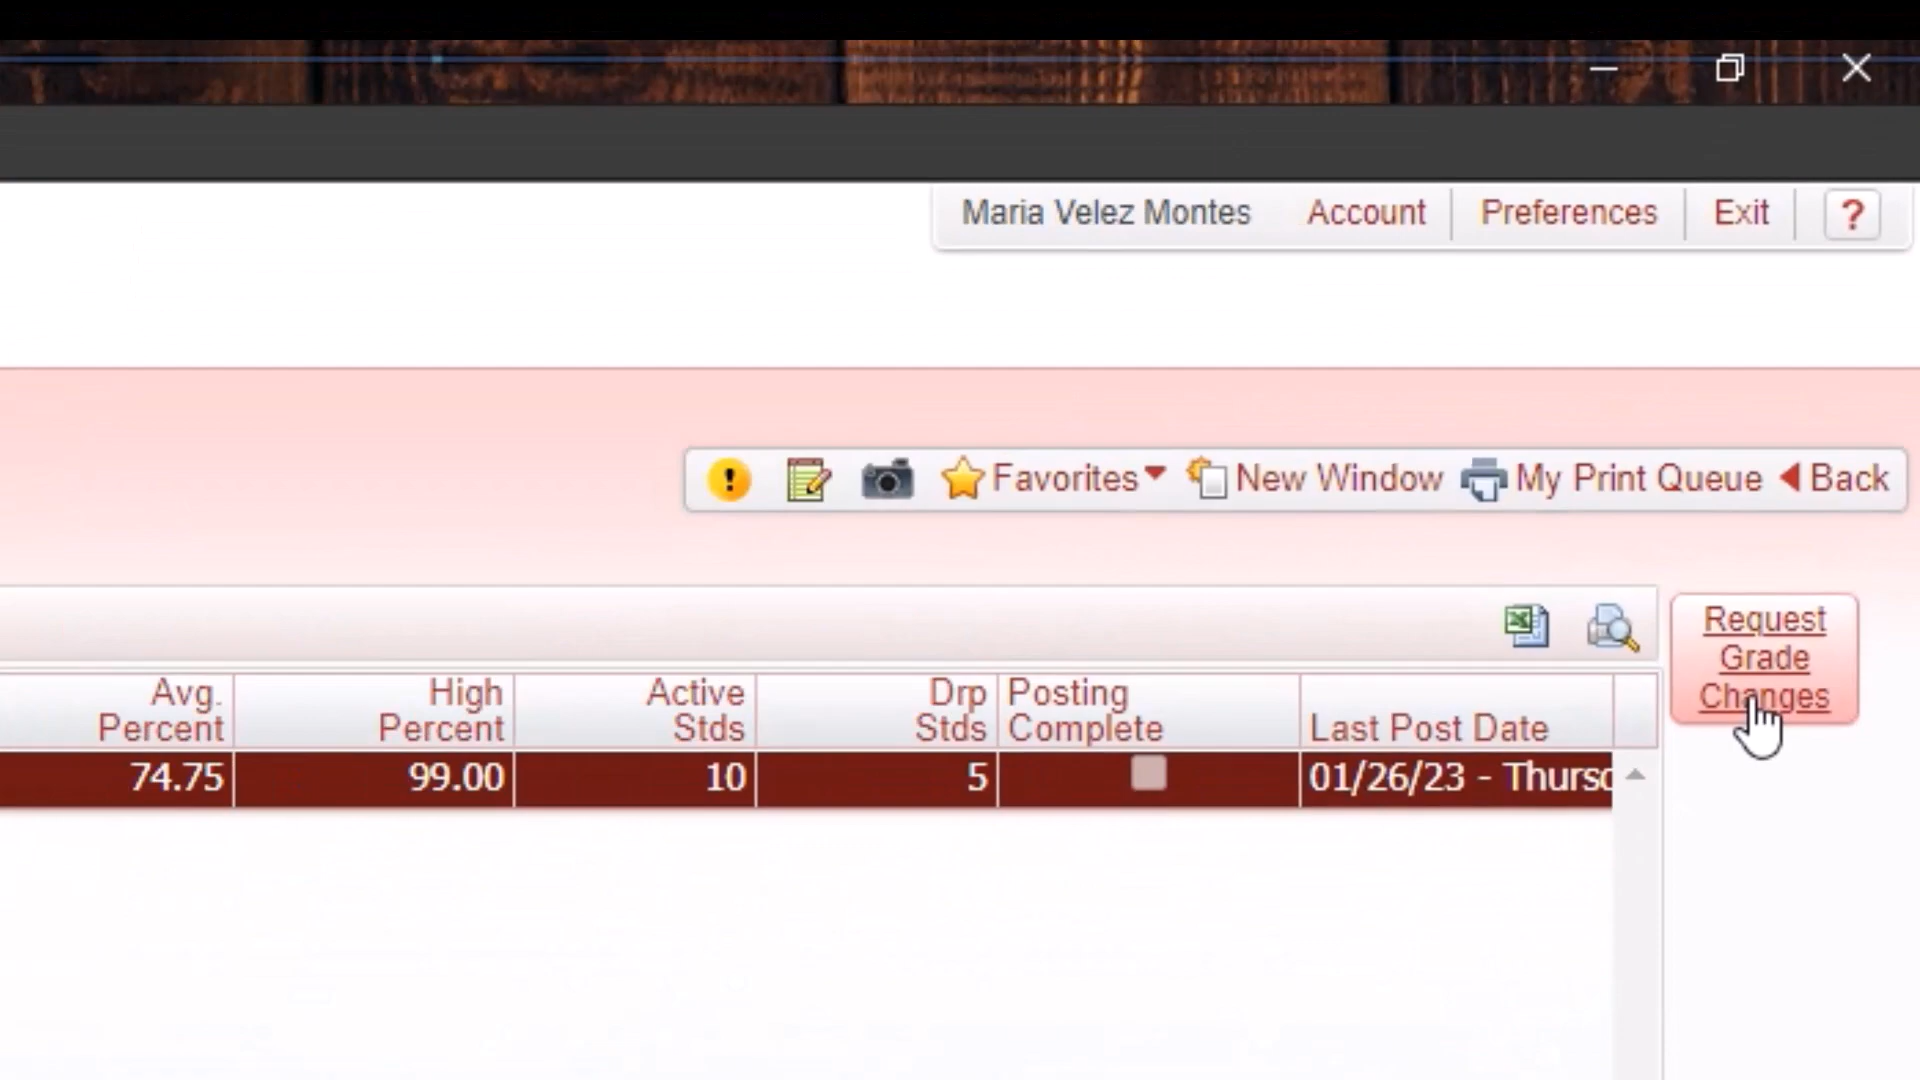 Maria Velez Montes Account Preferences Exit ?
Favorites New Window My Print Queue Back
Request
Grade
Changes
Avg. High Active Drp Posting
Percent Percent Stds Stds Complete Last Post Date
74.75 99.00 10 5 01/26/23 - Thursd